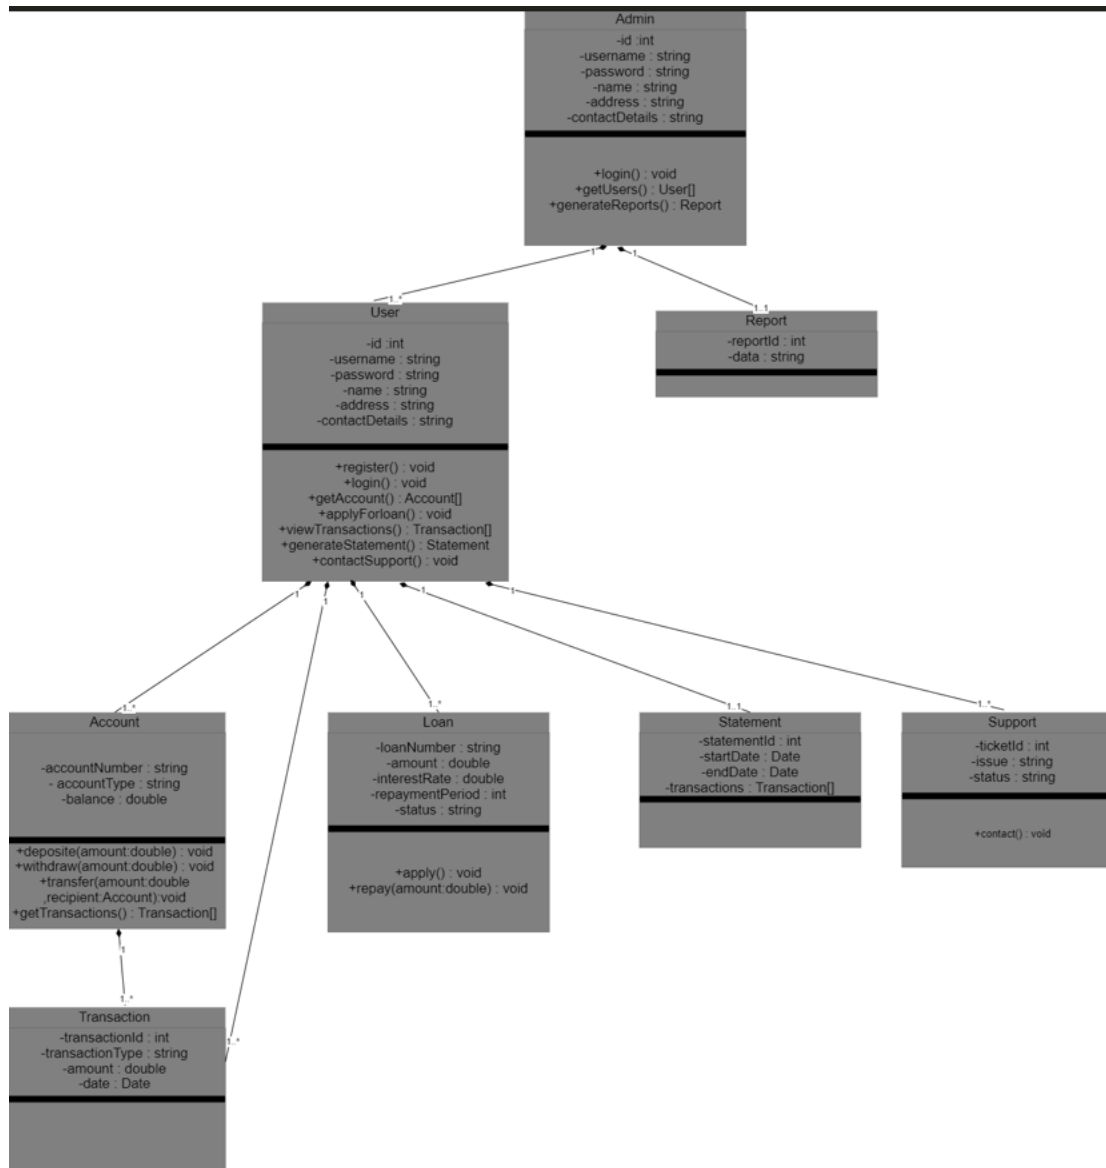 Admin
-id :int
-username : string
-password : string
-name : string
-address : string
-contactDetails : string
+login() : void
+getUsers() : User[]
+generateReports() : Report
1
1
1..*
1..1
User
-id :int
-username : string
-password : string
-name : string
-address : string
-contactDetails : string
+register() : void
+login() : void
+getAccount() : Account[]
+applyForloan() : void
+viewTransactions() : Transaction[]
+generateStatement() : Statement
+contactSupport() : void
Report
-reportId : int
-data : string
1
1
1
1
1
1..*
1..*
1..1
1..*
Account
-accountNumber : string
- accountType : string
-balance : double
+deposite(amount:double) : void
+withdraw(amount:double) : void
+transfer(amount:double
,recipient:Account):void
+getTransactions() : Transaction[]
Loan
-loanNumber : string
-amount : double
-interestRate : double
-repaymentPeriod : int
-status : string
+apply() : void
+repay(amount:double) : void
Statement
-statementId : int
-startDate : Date
-endDate : Date
-transactions : Transaction[]
Support
-ticketId : int
-issue : string
-status : string
+contact() : void
1
1..*
1..*
Transaction
-transactionId : int
-transactionType : string
-amount : double
-date : Date